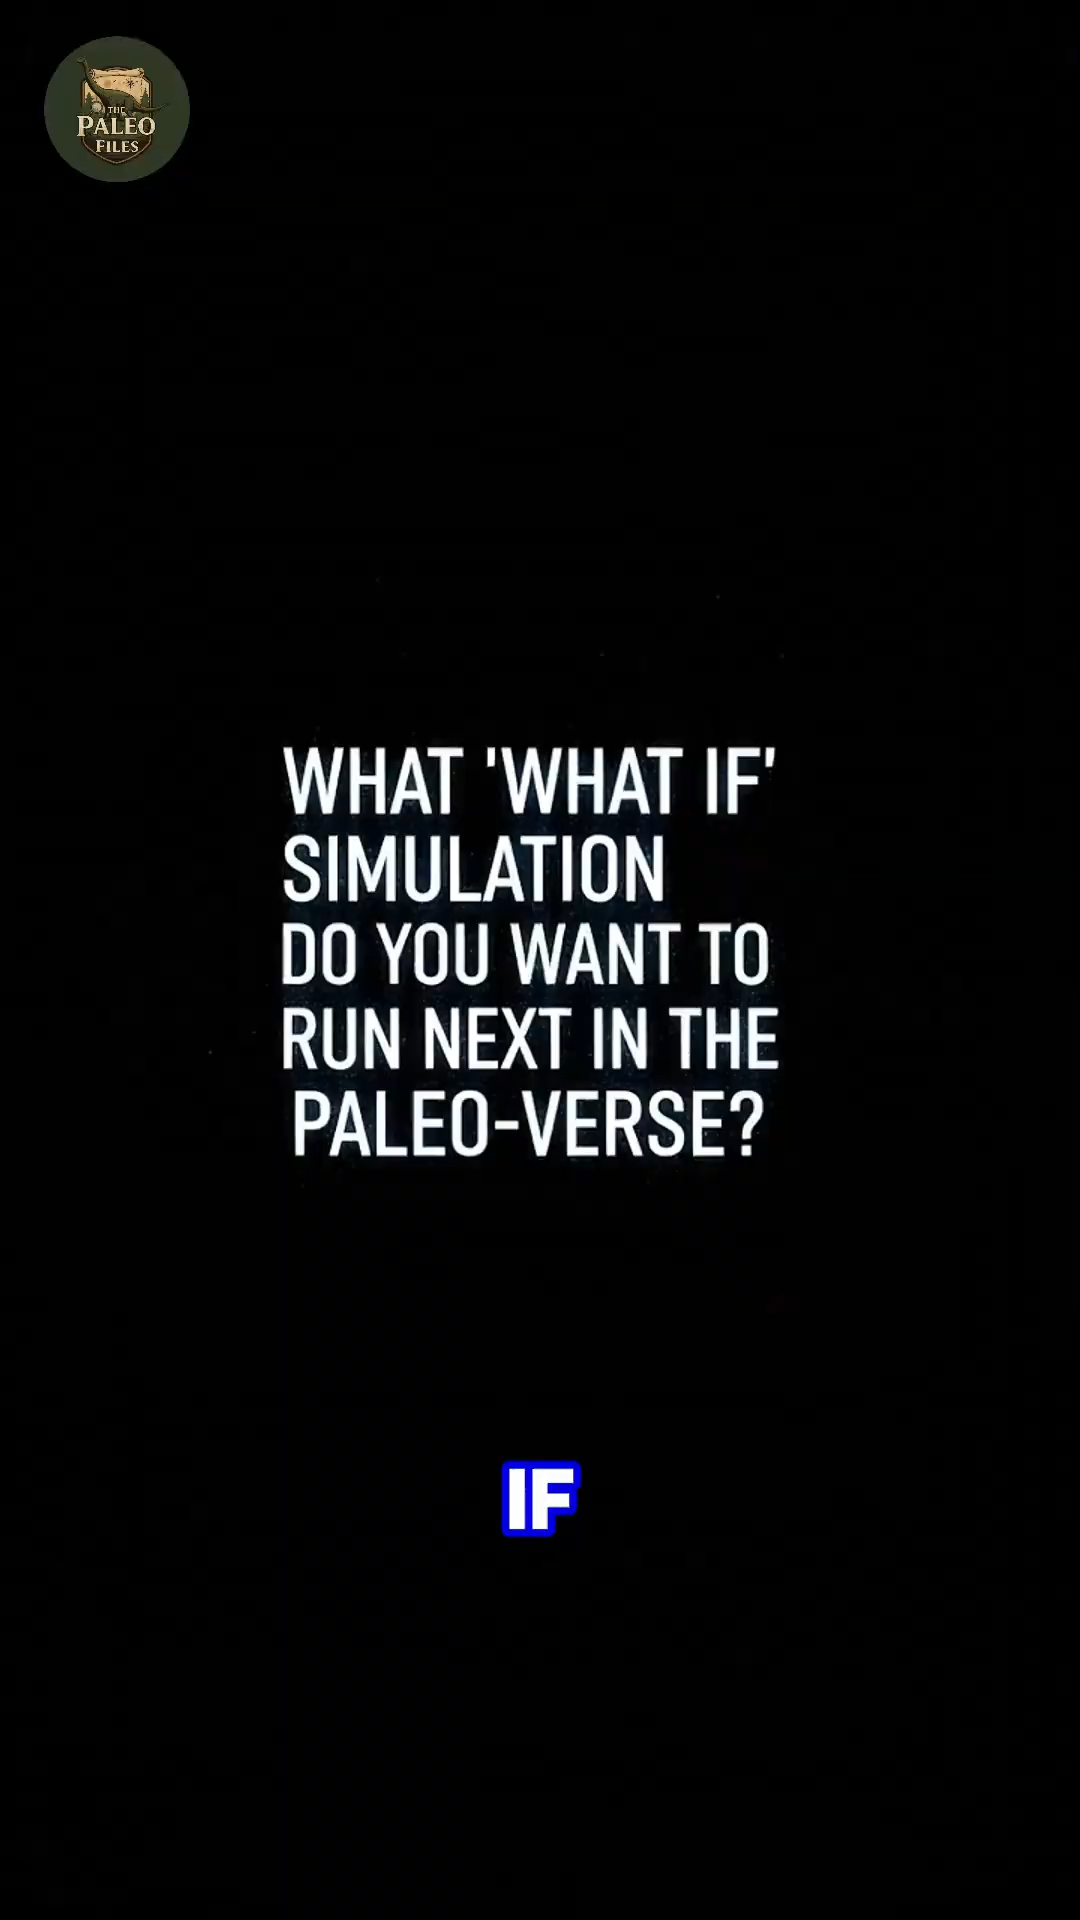 THE
PALEO
FILES
WHAT 'WHAT IF'
SIMULATION
DO YOU WANT TO
RUN NEXT IN THE
PALEO-VERSE?
IF